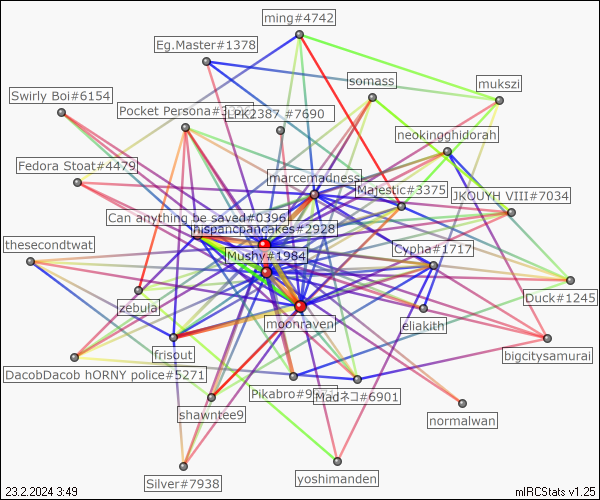 ming#4742
Eg.Master#1378
somass
mukszi
Swirly Boi#6154
Pocket Persona#3
LPK2387 #7690
neokingghidorah
Fedora Stoat#4479
marcemadness
Majestic#3375
JKOUYH VIII#7034
Can anything be saved#0396
hispancpancakes#2928
thesecondtwat
Mushy#1984
Cypha#1717
Duck#1245
zebula
moonraven
eliakith
frisout
bigcitysamurai
DacobDacob hORNY police#5271
Pikabro#9
Madネコ#6901
shawntee9
normalwan
Silver#7938
yoshimanden
23.2.2024 3:49
mIRCStats v1.25